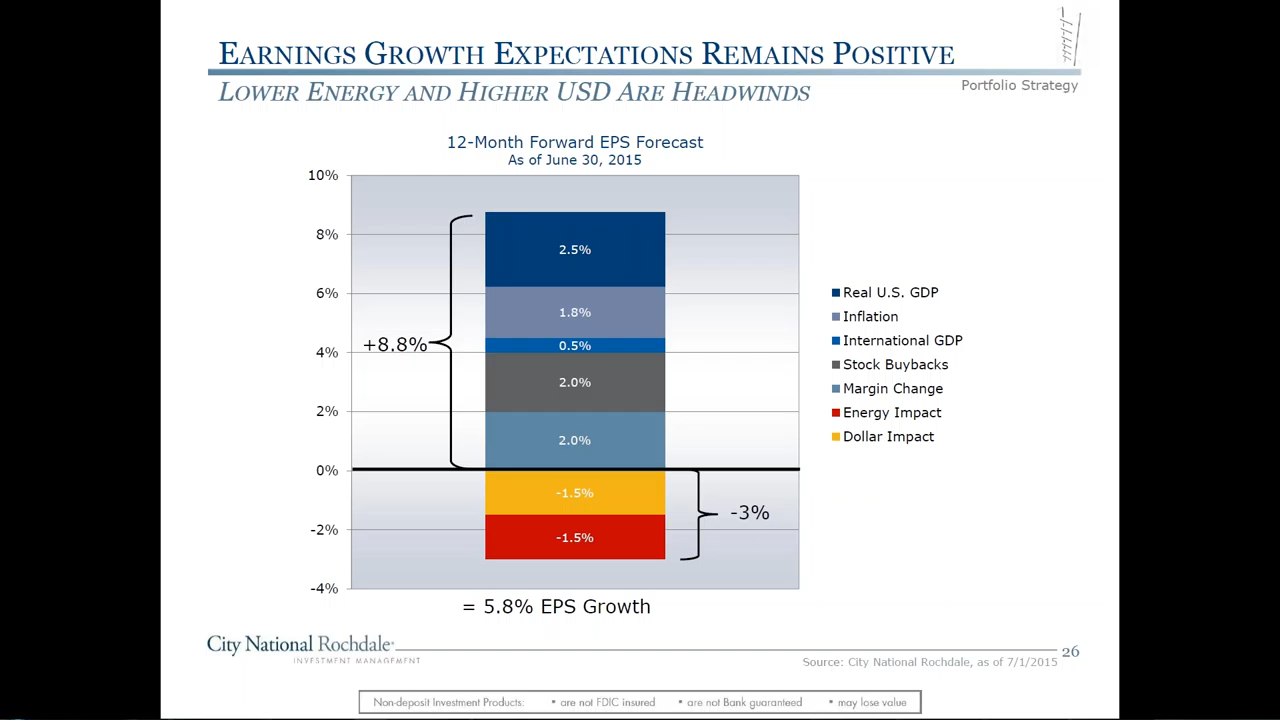 EARNINGS GROWTH EXPECTATIONS REMAINS POSITIVE
LOWER ENERGY AND HIGHER USD ARE HEADWINDS
Portfolio Strategy
12-Month Forward EPS Forecast
As of June 30, 2015
10%
8%
6%
4%
2%
0%
-2%
-4%
+8.8%
2.5%
1.8%
0.5%
2.0%
2.0%
-1.5%
-1.5%
-3%
Real U.S. GDP
Inflation
International GDP
Stock Buybacks
Margin Change
Energy Impact
Dollar Impact
= 5.8% EPS Growth
City National Rochdale®
INVESTMENT MANAGEMENT
26
Source: City National Rochdale, as of 7/1/2015
Non-deposit Investment Products: • are not FDIC insured • are not Bank guaranteed • may lose value